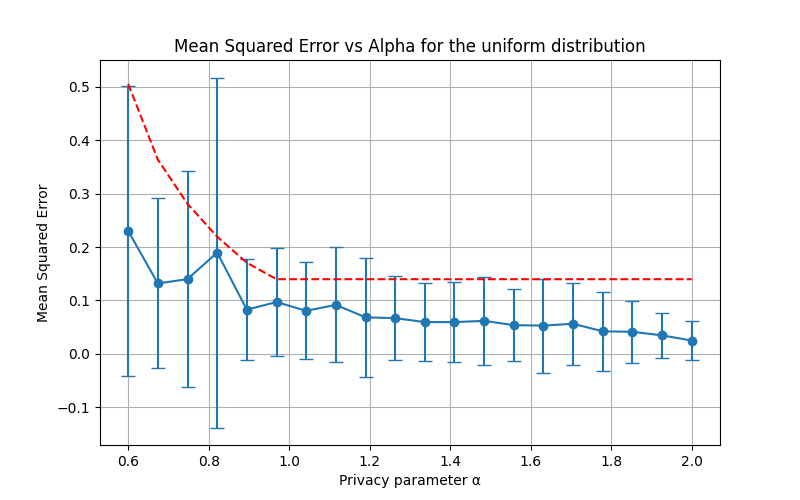 Mean Squared Error vs Alpha for the uniform distribution
Mean Squared Error
0.5
0.4
0.3
0.2
0.1
0.0
−0.1
0.6 0.8 1.0 1.2 1.4 1.6 1.8 2.0
Privacy parameter α